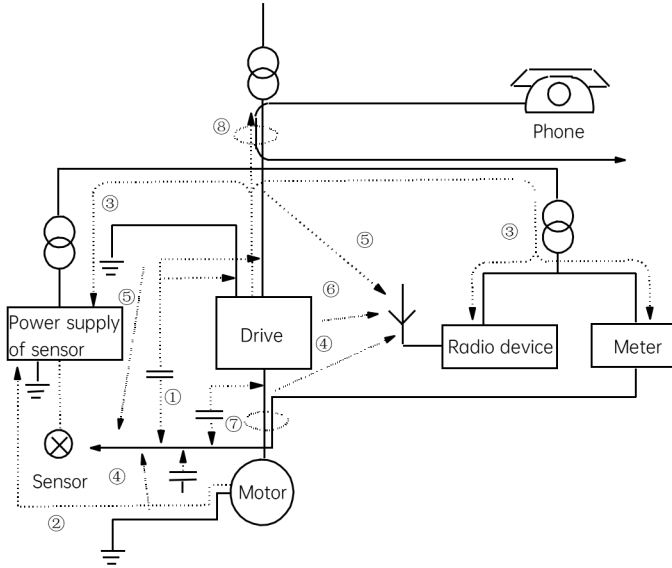 ⑧
Phone
③
⑤
③
⑥
⑤
Power supply
of sensor
Drive
④
Radio device
Meter
①
⑦
Sensor
④
Motor
②